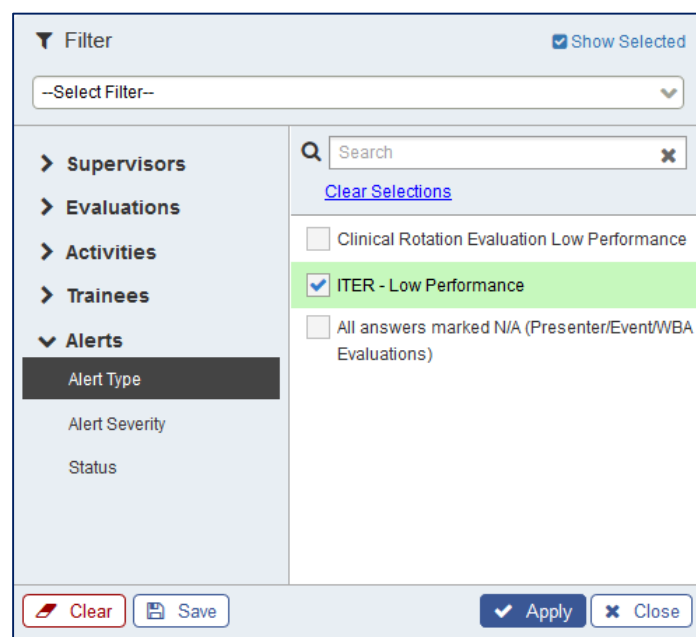 Filter
Show Selected
--Select Filter--
Supervisors
Evaluations
Activities
Trainees
Alerts
Alert Type
Alert Severity
Status
Search
Clear Selections
Clinical Rotation Evaluation Low Performance
ITER - Low Performance
All answers marked N/A (Presenter/Event/WBA
Evaluations)
Clear
Save
Apply
Close